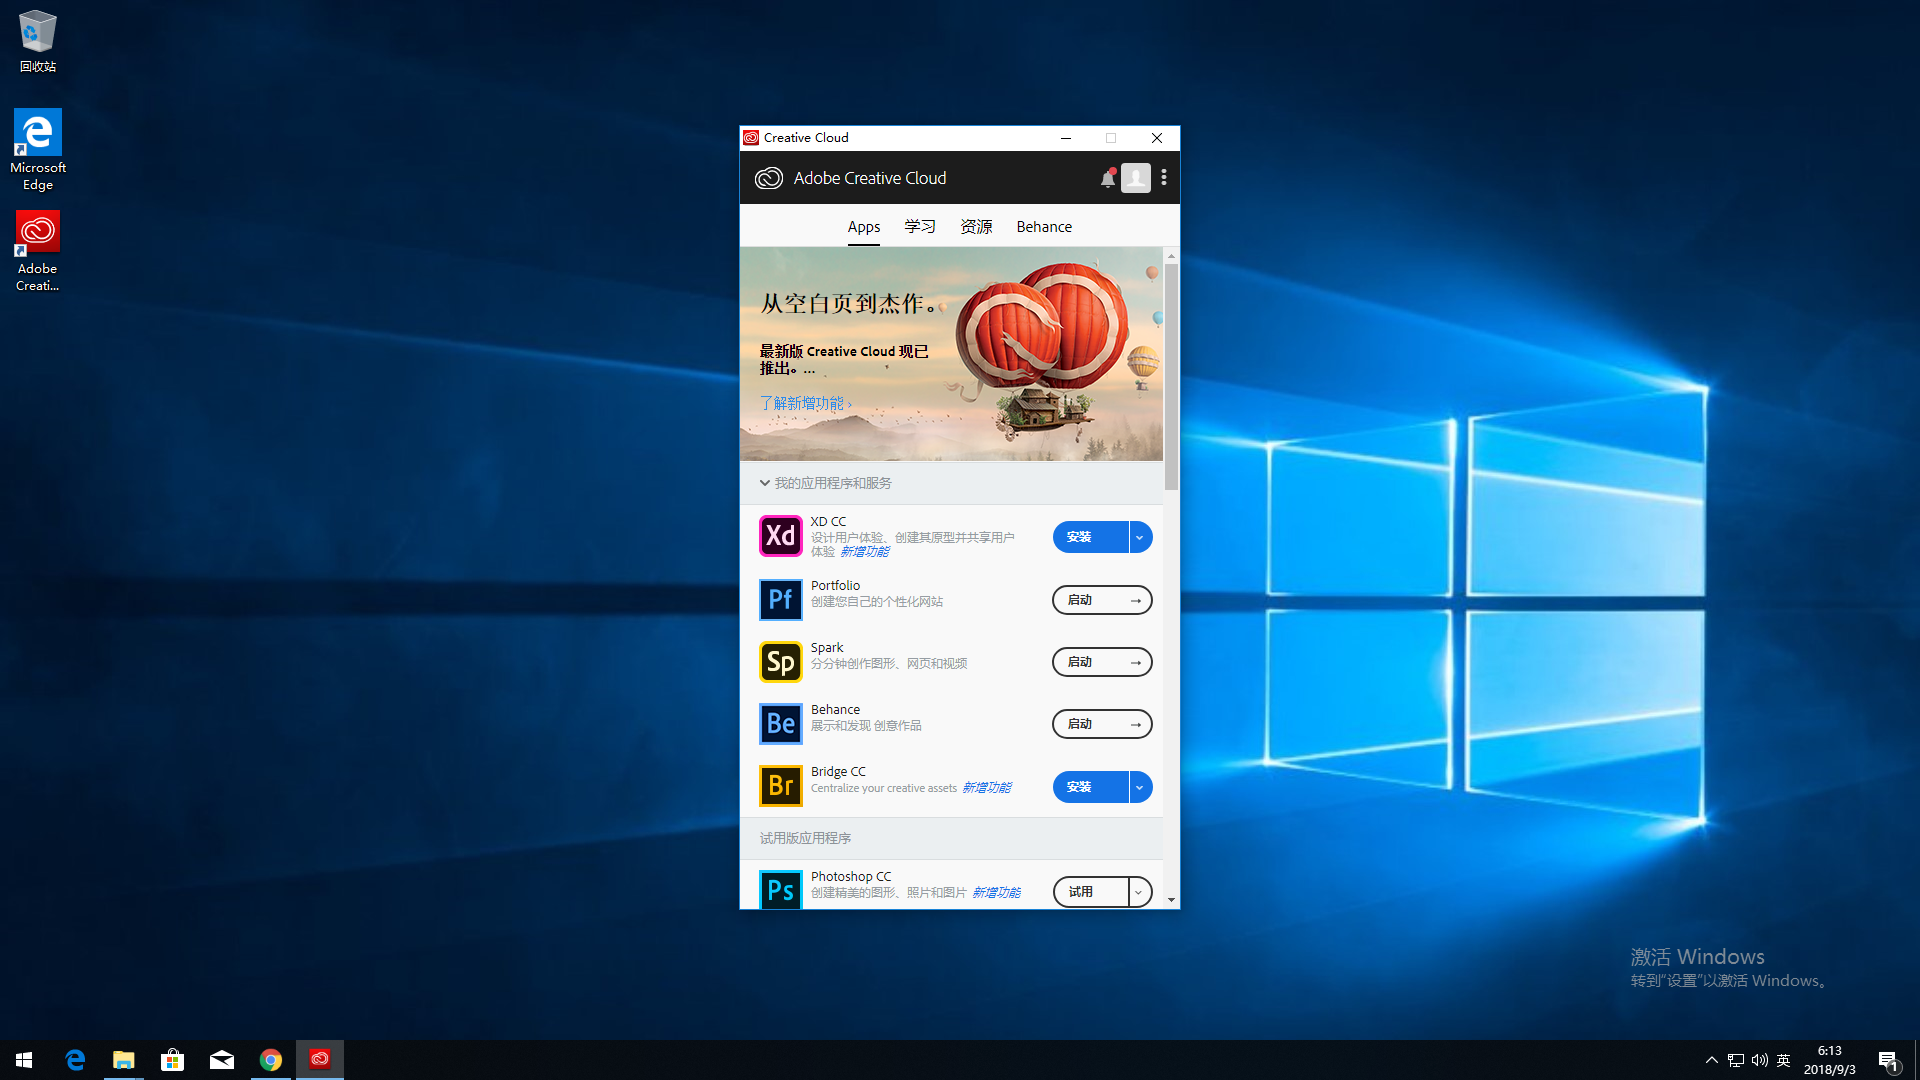 回收站
Microsoft
Edge
Adobe
Creati...
Creative Cloud
Adobe Creative Cloud
Apps 学习 资源 Behance
从空白页到杰作。
最新版 Creative Cloud 现已
推出。...
了解新增功能 ›
我的应用程序和服务
Xd
XD CC
设计用户体验、创建其原型并共享用户
体验 新增功能
安装
Pf
Portfolio
创建您自己的个性化网站
启动
Sp
Spark
分分钟创作图形、网页和视频
启动
Be
Behance
展示和发现 创意作品
启动
Br
Bridge CC
Centralize your creative assets 新增功能
安装
试用版应用程序
Ps
Photoshop CC
创建精美的图形、照片和图片 新增功能
试用
激活 Windows
转到“设置”以激活 Windows。
英
6:13
2018/9/3
1